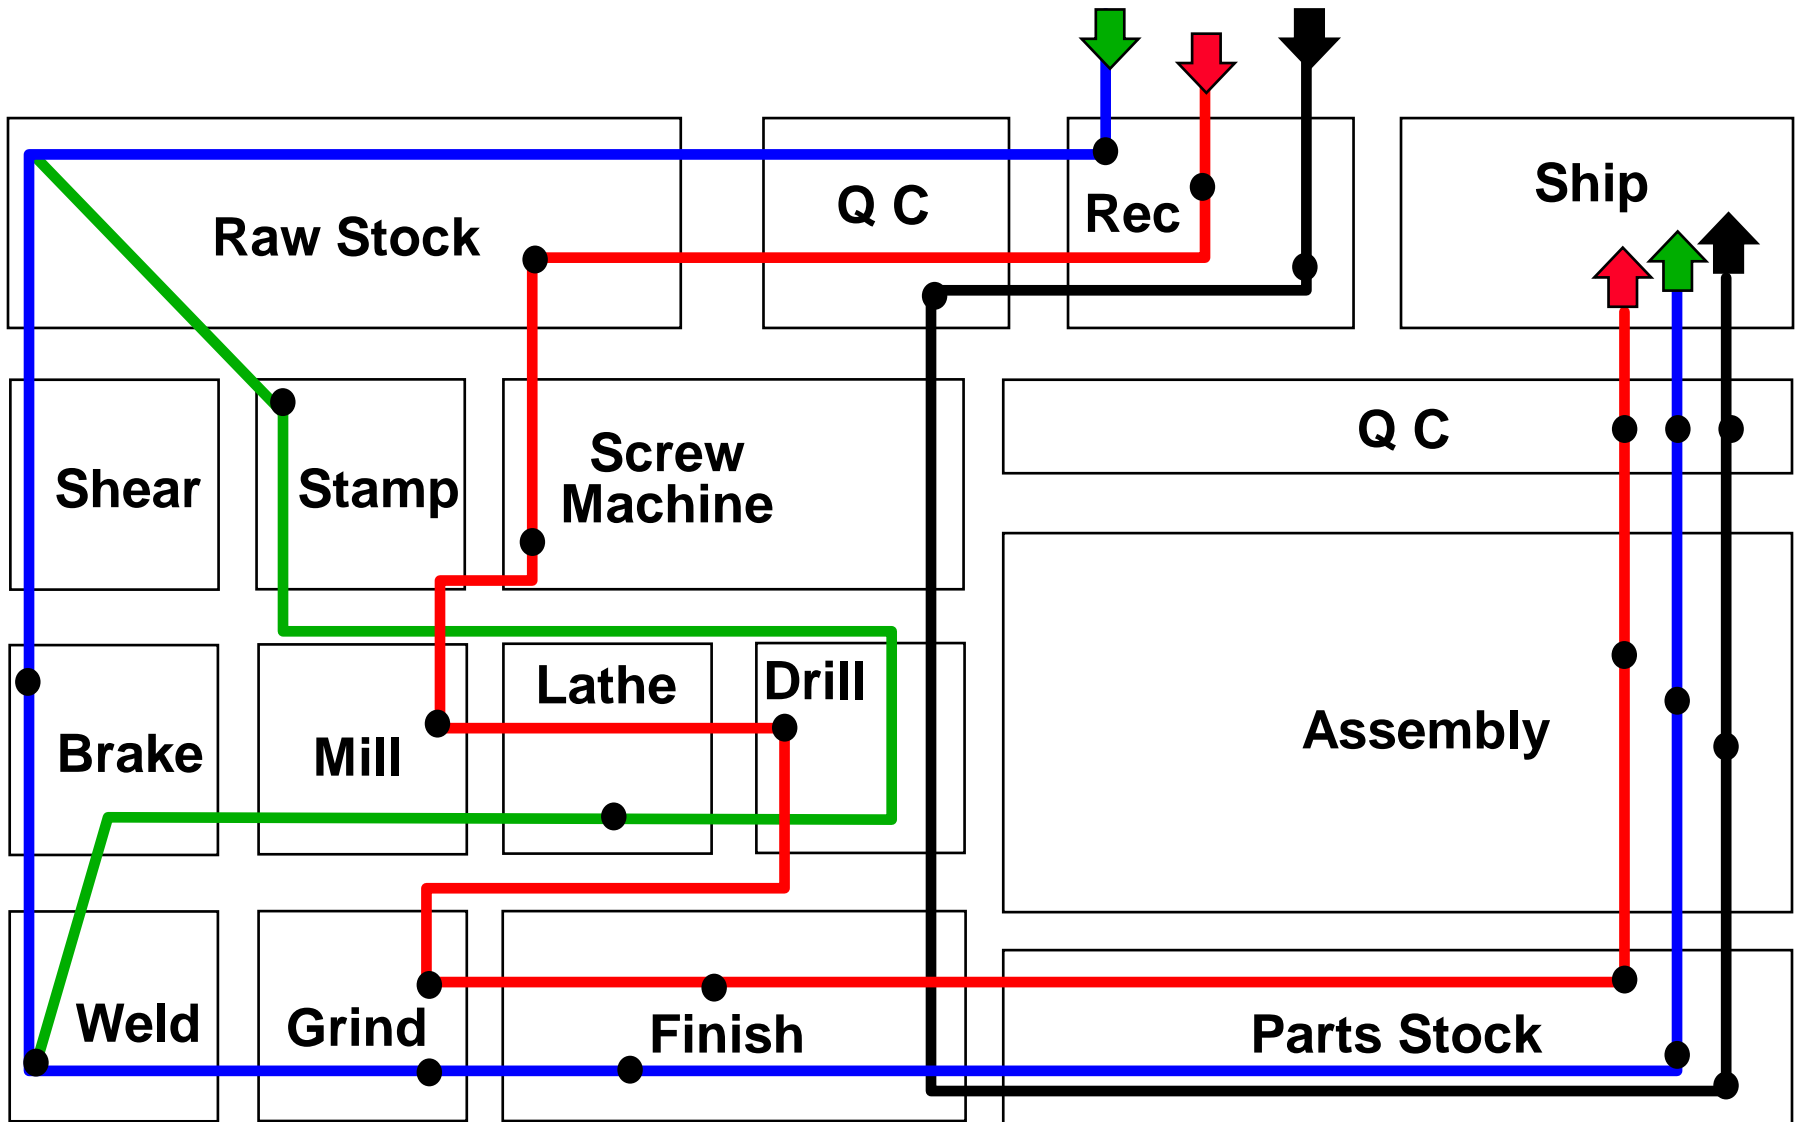 Raw Stock
Q C
Rec
Ship
Shear
Stamp
Screw
Machine
Q C
Brake
Mill
Lathe
Drill
Assembly
Weld
Grind
Finish
Parts Stock